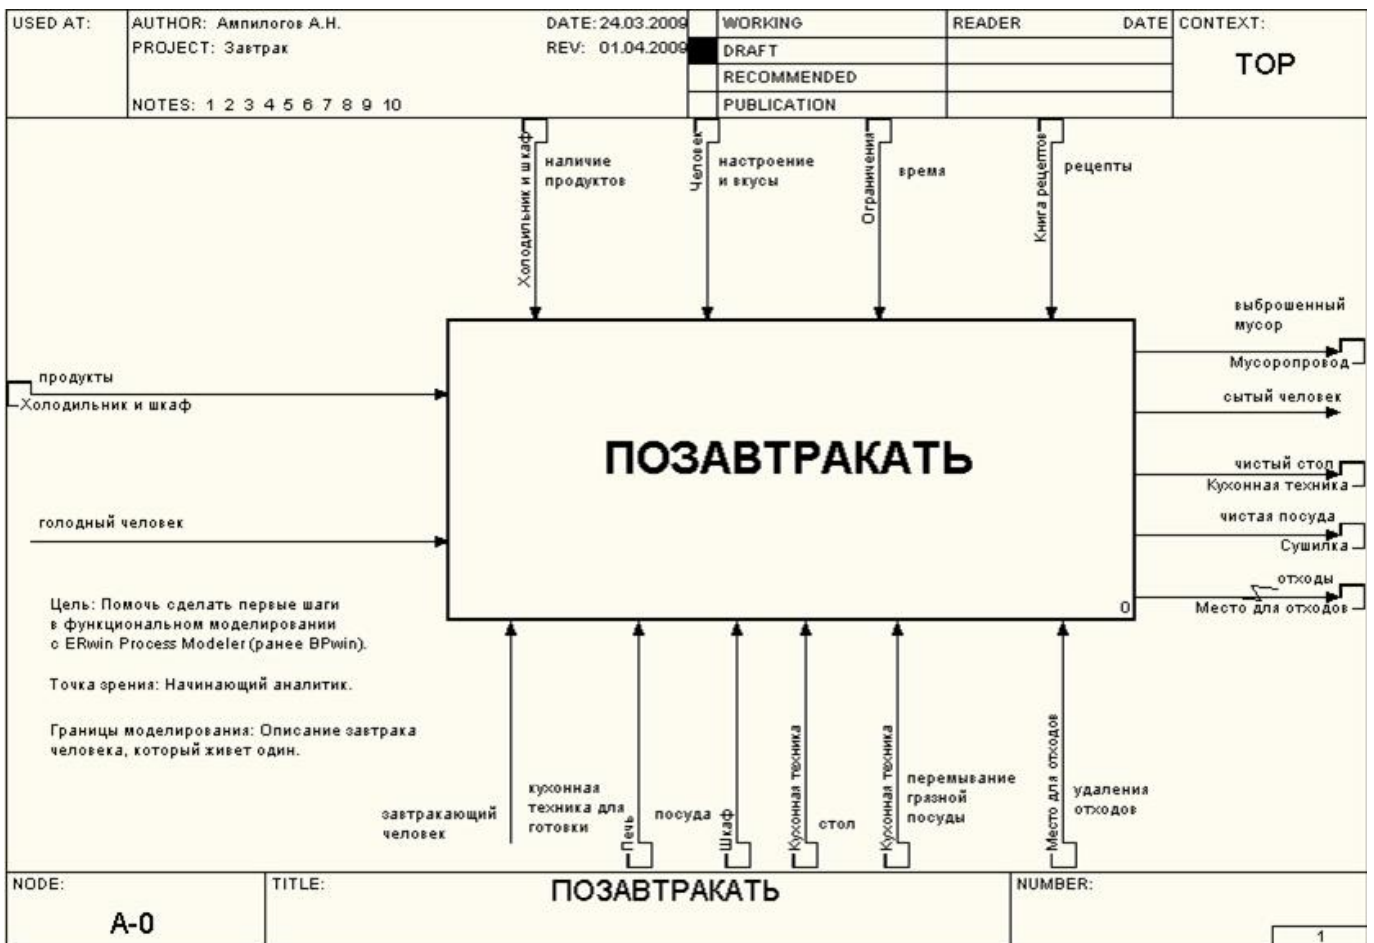 USED AT:
AUTHOR: Ампилогов А.Н.
DATE: 24.03.2009
PROJECT: Завтрак
REV: 01.04.2009
NOTES: 1 2 3 4 5 6 7 8 9 10
WORKING
DRAFT
RECOMMENDED
PUBLICATION
READER
DATE
CONTEXT:
TOP
Холодильник и шкаф
наличие
продуктов
Человек
настроение
и вкусы
Ограничения
время
Книга рецептов
рецепты
продукты
Холодильник и шкаф
голодный человек
ПОЗАВТРАКАТЬ
0
выброшенный
мусор
Мусоропровод
сытый человек
чистый стол
Кухонная техника
чистая посуда
Сушилка
отходы
Место для отходов
Цель: Помочь сделать первые шаги
в функциональном моделировании
с ERwin Process Modeler (ранее BPwin).
Точка зрения: Начинающий аналитик.
Границы моделирования: Описание завтрака
человека, который живет один.
завтракающий
человек
кухонная
техника для
готовки
Печь
посуда
Шкаф
Кухонная техника
стол
Кухонная техника
перемывание
грязной
посуды
Место для отходов
удаления
отходов
NODE:
A-0
TITLE:
ПОЗАВТРАКАТЬ
NUMBER:
1